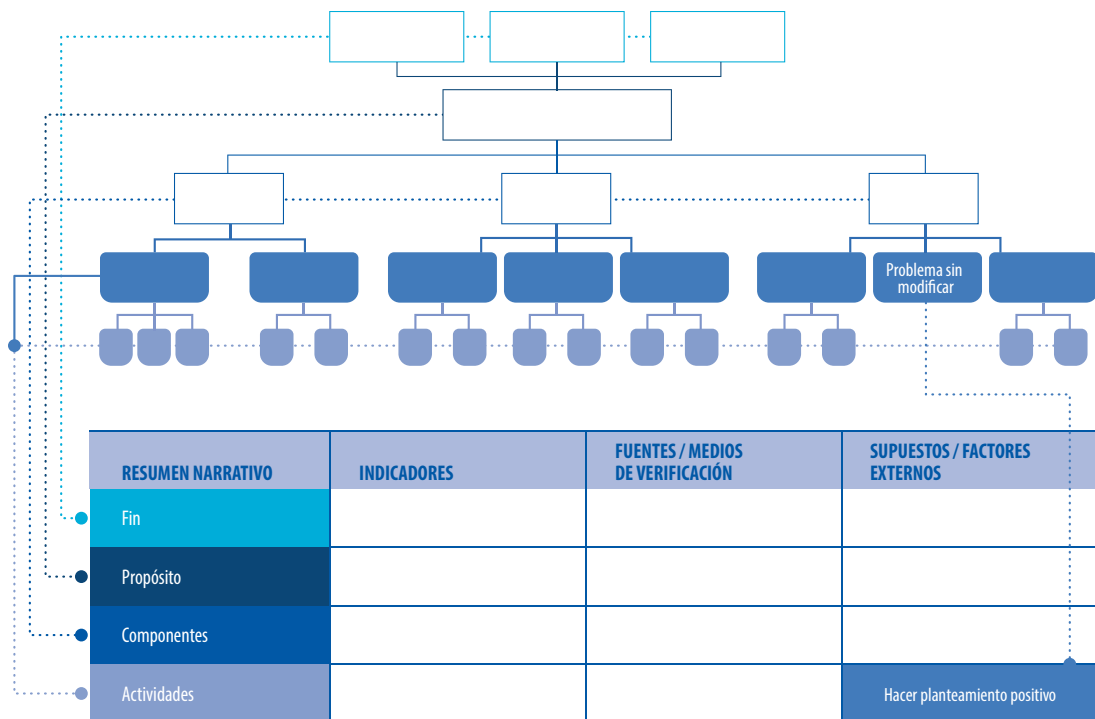 Problema sin
modificar
RESUMEN NARRATIVO
INDICADORES
FUENTES / MEDIOS
DE VERIFICACIÓN
SUPUESTOS / FACTORES
EXTERNOS
Fin
Propósito
Componentes
Actividades
Hacer planteamiento positivo